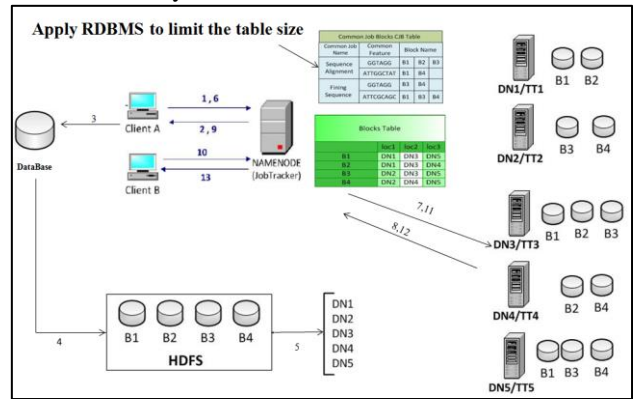 Apply RDBMS to limit the table size
Common Job Blocks CJB Table
Common Job Name Common Feature Block Name
Sequence Alignment GGTAGG B1 B2 B3
ATTGGCTAT B1 B4
Fixing Sequence GGTAGG B3 B4
ATTCGCAGC B1 B3 B4
DN1/TT1
B1 B2
1, 6
3
Client A
2, 9
DataBase
10
Client B
13
NAMENODE
(JobTracker)
Blocks Table
loc1 loc2 loc3
B1 DN1 DN3 DN5
B2 DN1 DN3 DN4
B3 DN2 DN3 DN5
B4 DN2 DN4 DN5
DN2/TT2
B3 B4
7,11
8,12
DN3/TT3
B1 B2 B3
DN4/TT4
B2 B4
DN5/TT5
B1 B3 B4
4
B1 B2 B3 B4
HDFS
5
DN1
DN2
DN3
DN4
DN5